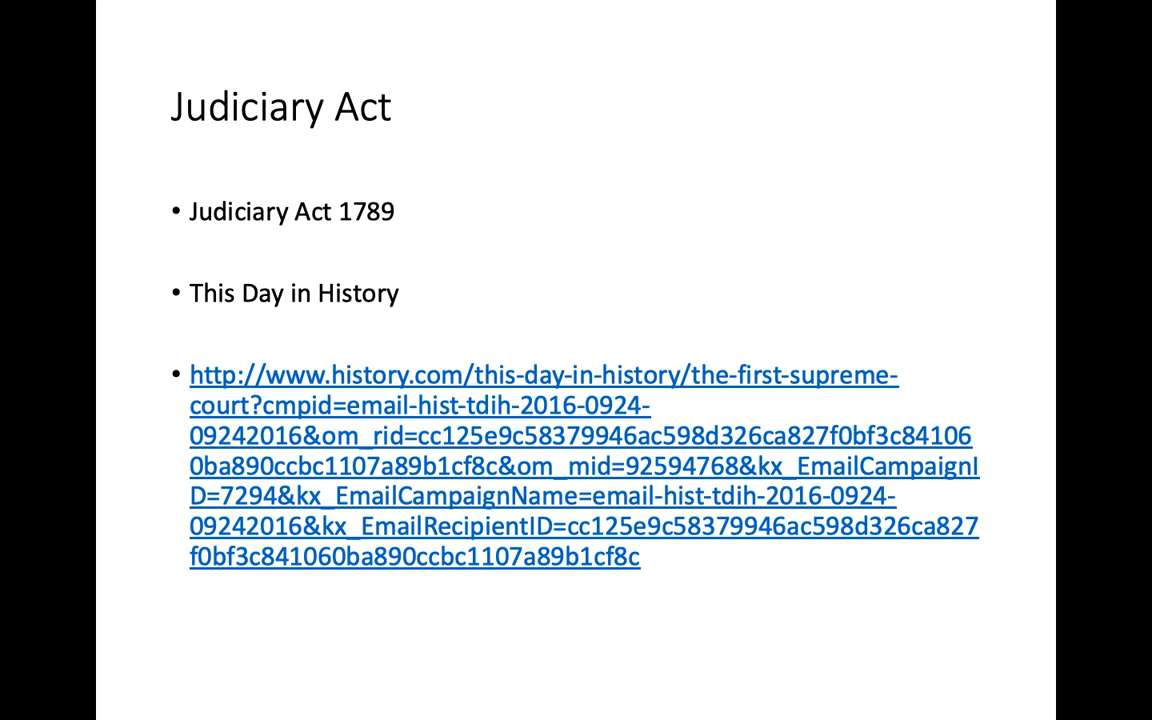 Judiciary Act
• Judiciary Act 1789
• This Day in History
• http://www.history.com/this-day-in-history/the-first-supreme-
court?cmpid=email-hist-tdih-2016-0924-
09242016&om_rid=cc125e9c58379946ac598d326ca827f0bf3c84106
0ba890ccbc1107a89b1cf8c&om_mid=92594768&kx_EmailCampaignI
D=7294&kx_EmailCampaignName=email-hist-tdih-2016-0924-
09242016&kx_EmailRecipientID=cc125e9c58379946ac598d326ca827
f0bf3c841060ba890ccbc1107a89b1cf8c